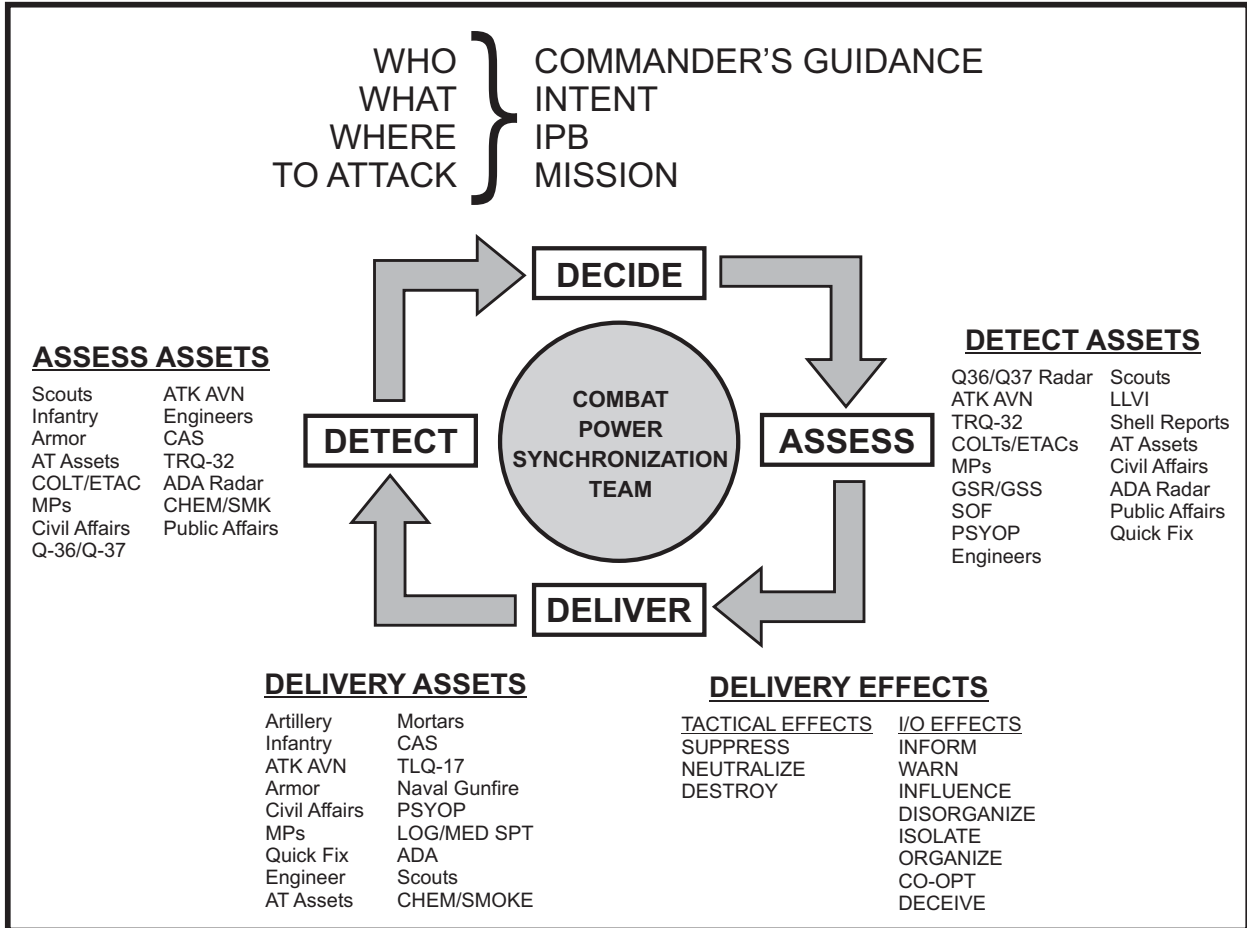 WHO
WHAT
WHERE
TO ATTACK
COMMANDER'S GUIDANCE
INTENT
IPB
MISSION
DECIDE
ASSESS ASSETS
Scouts
Infantry
Armor
AT Assets
COLT/ETAC
MPs
Civil Affairs
Q-36/Q-37
ATK AVN
Engineers
CAS
TRQ-32
ADA Radar
CHEM/SMK
Public Affairs
DETECT
COMBAT
POWER
SYNCHRONIZATION
TEAM
ASSESS
DETECT ASSETS
Q36/Q37 Radar
ATK AVN
TRQ-32
COLTs/ETACs
MPs
GSR/GSS
SOF
PSYOP
Engineers
Scouts
LLVI
Shell Reports
AT Assets
Civil Affairs
ADA Radar
Public Affairs
Quick Fix
DELIVER
DELIVERY ASSETS
Artillery
Infantry
ATK AVN
Armor
Civil Affairs
MPs
Quick Fix
Engineer
AT Assets
Mortars
CAS
TLQ-17
Naval Gunfire
PSYOP
LOG/MED SPT
ADA
Scouts
CHEM/SMOKE
DELIVERY EFFECTS
TACTICAL EFFECTS
SUPPRESS
NEUTRALIZE
DESTROY
I/O EFFECTS
INFORM
WARN
INFLUENCE
DISORGANIZE
ISOLATE
ORGANIZE
CO-OPT
DECEIVE